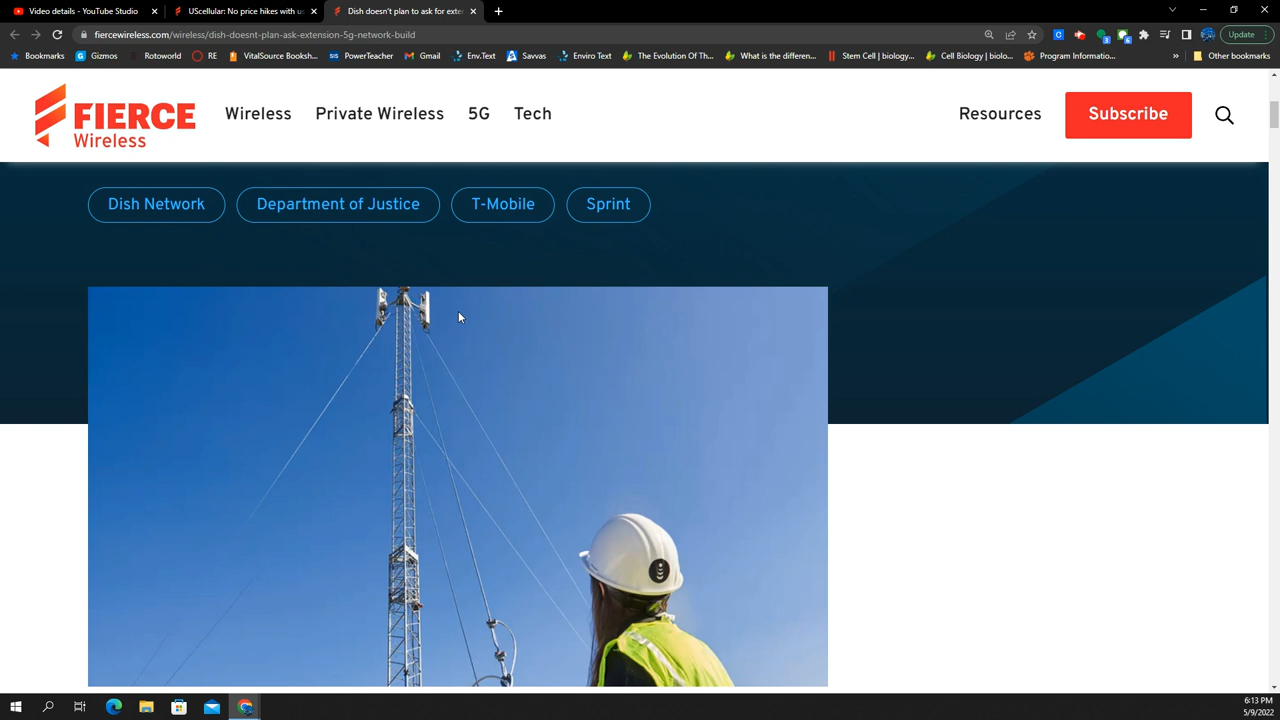 Video details - YouTube Studio
UScellular: No price hikes with us
Dish doesn't plan to ask for exter
fiercewireless.com/wireless/dish-doesnt-plan-ask-extension-5g-network-build
Update
Bookmarks
Gizmos
Rotoworld
RE
VitalSource Booksh...
SIS PowerTeacher
Gmail
Env.Text
Savvas
Enviro Text
The Evolution Of Th...
What is the differen...
Stem Cell | biology...
Cell Biology | biolo...
Program Informatio...
»
Other bookmarks
FIERCE
Wireless
Wireless
Private Wireless
5G
Tech
Resources
Subscribe
Dish Network
Department of Justice
T-Mobile
Sprint
6:13 PM
5/9/2022